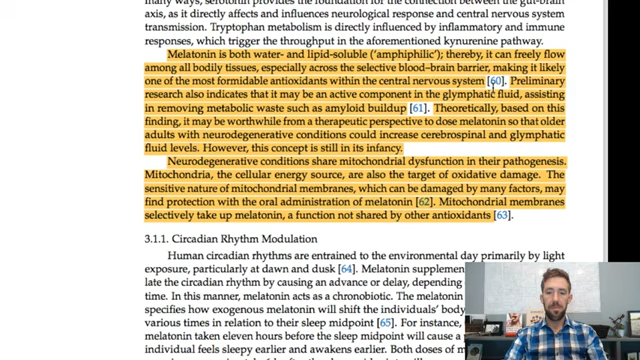 many ways, serotonin provides the foundation for the connection between the gut-brain
axis, as it directly affects and influences neurological response and central nervous system
transmission. Tryptophan metabolism is directly influenced by inflammatory and immune
responses, which trigger the throughput in the aforementioned kynurenine pathway.
Melatonin is both water- and lipid-soluble ('amphiphilic'); thereby, it can freely flow
among all bodily tissues, especially across the selective blood–brain barrier, making it likely
one of the most formidable antioxidants within the central nervous system [60]. Preliminary
research also indicates that it may be an active component in the glymphatic fluid, assisting
in removing metabolic waste such as amyloid buildup [61]. Theoretically, based on this
finding, it may be worthwhile from a therapeutic perspective to dose melatonin so that older
adults with neurodegenerative conditions could increase cerebrospinal and glymphatic
fluid levels. However, this concept is still in its infancy.
Neurodegenerative conditions share mitochondrial dysfunction in their pathogenesis.
Mitochondria, the cellular energy source, are also the target of oxidative damage. The
sensitive nature of mitochondrial membranes, which can be damaged by many factors, may
find protection with the oral administration of melatonin [62]. Mitochondrial membranes
selectively take up melatonin, a function not shared by other antioxidants [63].
3.1.1. Circadian Rhythm Modulation
Human circadian rhythms are entrained to the environmental day primarily by light
exposure, particularly at dawn and dusk [64]. Melatonin supplem
late the circadian rhythm by causing an advance or delay, depending
time. In this manner, melatonin acts as a chronobiotic. The melatonin
specifies how exogenous melatonin will shift the individuals' body
various times in relation to their sleep midpoint [65]. For instance,
melatonin taken eleven hours before the sleep midpoint will cause a
individual feels sleepy earlier and awakens earlier. Both doses of m